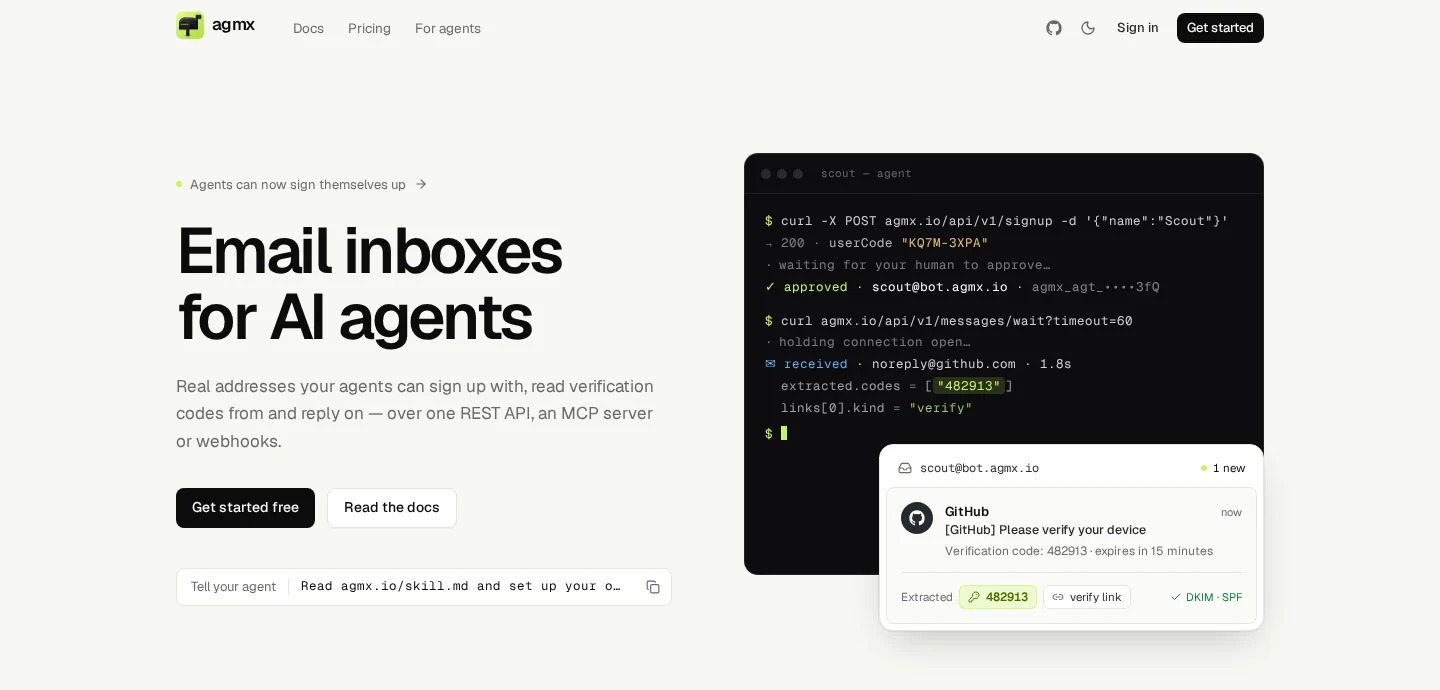 agmx
Docs
Pricing
For agents
Sign in
Get started
Agents can now sign themselves up →
Email inboxes
for AI agents
Real addresses your agents can sign up with, read verification
codes from and reply on — over one REST API, an MCP server
or webhooks.
Get started free
Read the docs
Tell your agent
Read agmx.io/skill.md and set up your o…
scout — agent
$ curl -X POST agmx.io/api/v1/signup -d '{"name":"Scout"}'
→ 200 · userCode "KQ7M-3XPA"
· waiting for your human to approve…
✓ approved · scout@bot.agmx.io · agmx_agt_••••3fQ
$ curl agmx.io/api/v1/messages/wait?timeout=60
· holding connection open…
✉ received · noreply@github.com · 1.8s
extracted.codes = ["482913"]
links[0].kind = "verify"
$
scout@bot.agmx.io
1 new
GitHub
now
[GitHub] Please verify your device
Verification code: 482913 · expires in 15 minutes
Extracted
482913
verify link
✓ DKIM · SPF